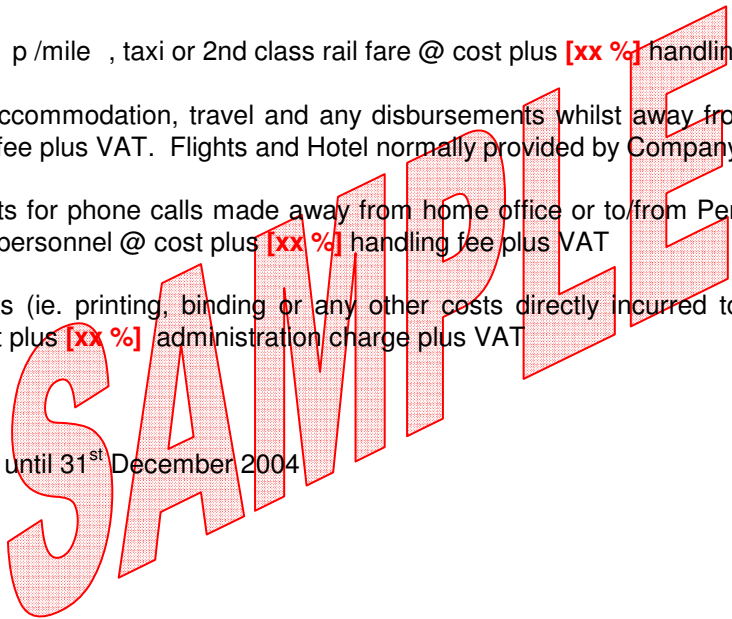 p /mile , taxi or 2nd class rail fare @ cost plus [xx %] handlin
ccommodation, travel and any disbursements whilst away fro
fee plus VAT. Flights and Hotel normally provided by Company
ts for phone calls made away from home office or to/from Per
personnel @ cost plus [xx %] handling fee plus VAT
s (ie. printing, binding or any other costs directly incurred to
t plus [xx %] administration charge plus VAT
until 31st December 2004
SAMPLE